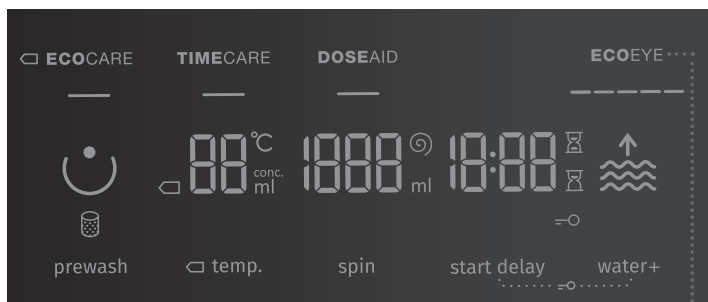 ECOCARE TIMECARE DOSEAID ECOEYE
88 °C 1888 18:88
conc.
ml ml
prewash temp. spin start delay water+